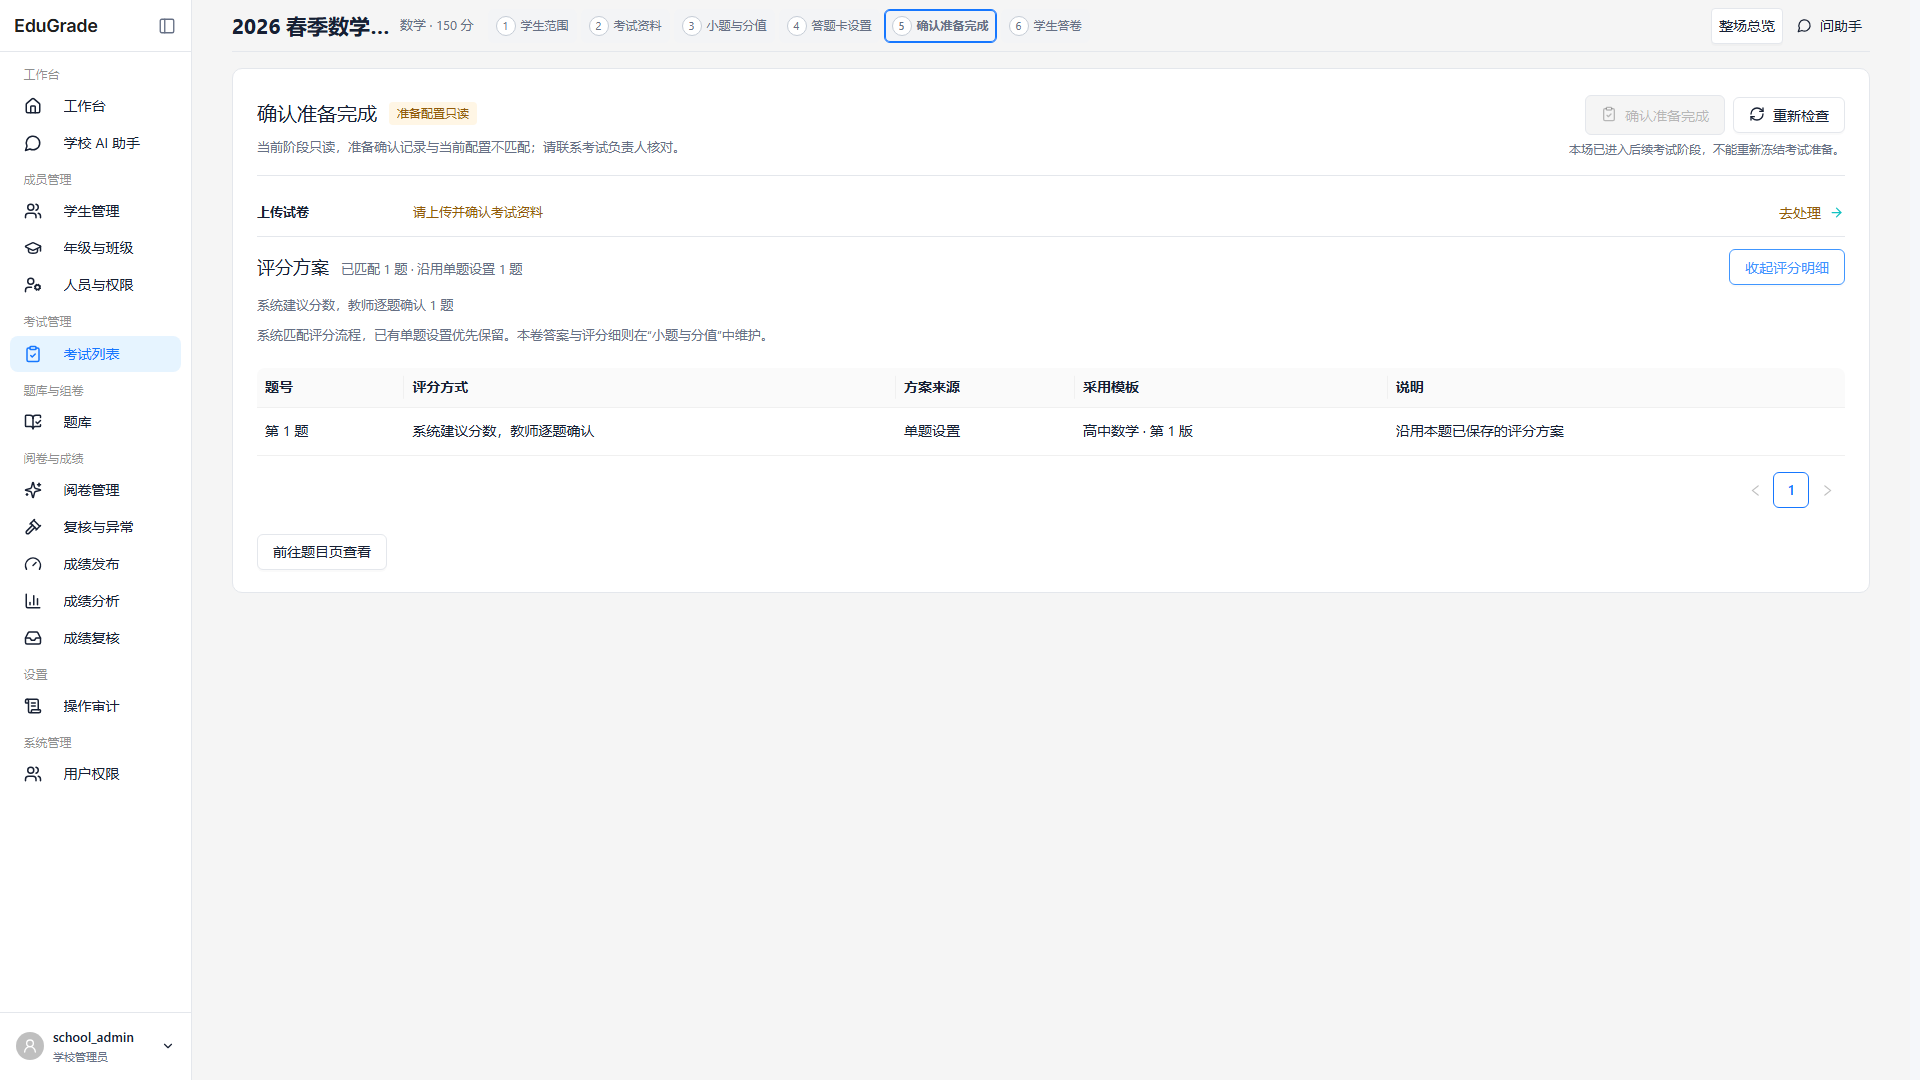 EduGrade
工作台
工作台
学校 AI 助手
成员管理
学生管理
年级与班级
人员与权限
考试管理
考试列表
题库与组卷
题库
阅卷与成绩
阅卷管理
复核与异常
成绩发布
成绩分析
成绩复核
设置
操作审计
系统管理
用户权限
school_admin
学校管理员
2026 春季数学... 数学 · 150 分 1 学生范围 2 考试资料 3 小题与分值 4 答题卡设置 5 确认准备完成 6 学生答卷 整场总览 问助手
确认准备完成 准备配置只读 确认准备完成 重新检查
当前阶段只读，准备确认记录与当前配置不匹配；请联系考试负责人核对。 本场已进入后续考试阶段，不能重新冻结考试准备。
上传试卷 请上传并确认考试资料 去处理
评分方案 已匹配 1 题 · 沿用单题设置 1 题 收起评分明细
系统建议分数，教师逐题确认 1 题
系统匹配评分流程，已有单题设置优先保留。本卷答案与评分细则在“小题与分值”中维护。
题号 评分方式 方案来源 采用模板 说明
第 1 题 系统建议分数，教师逐题确认 单题设置 高中数学 · 第 1 版 沿用本题已保存的评分方案
1
前往题目页查看